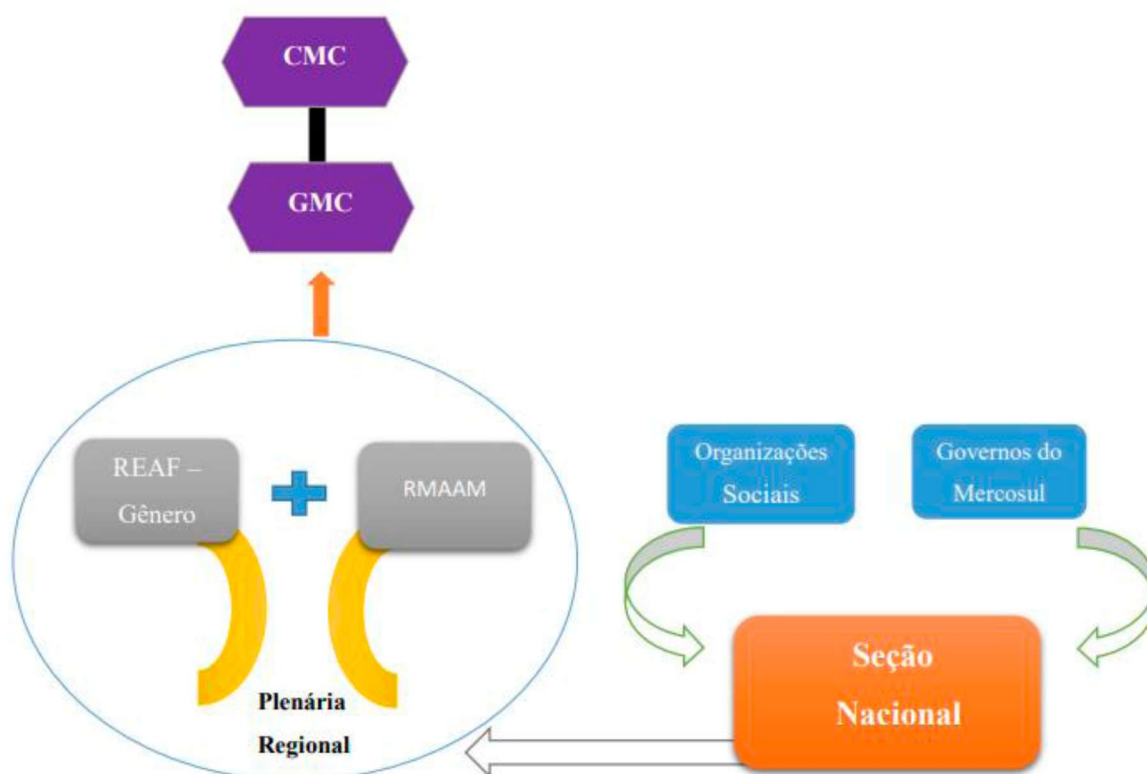 CMC
GMC
REAF –
Gênero
RMAAM
Organizações
Sociais
Governos do
Mercosul
Seção
Nacional
Plenária
Regional